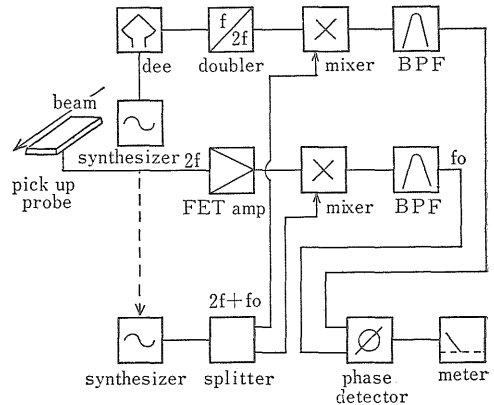 f
2f
dee
doubler
mixer
BPF
beam
synthesizer
2f
fo
pick up
probe
FET amp
mixer
BPF
2f+fo
synthesizer
splitter
phase
detector
meter